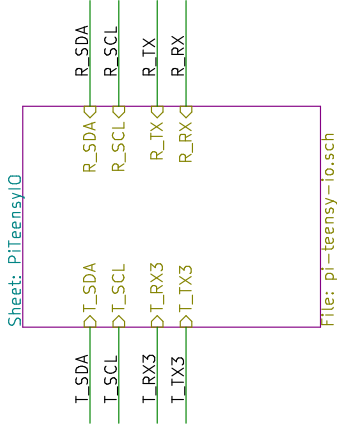 R_SDA
R_SCL
R_TX
R_RX
R_SDA
R_SCL
R_TX
R_RX
Sheet: PiTeensyIO
File: pi-teensy-io.sch
T_SDA
T_SCL
T_RX3
T_TX3
T_SDA
T_SCL
T_RX3
T_TX3